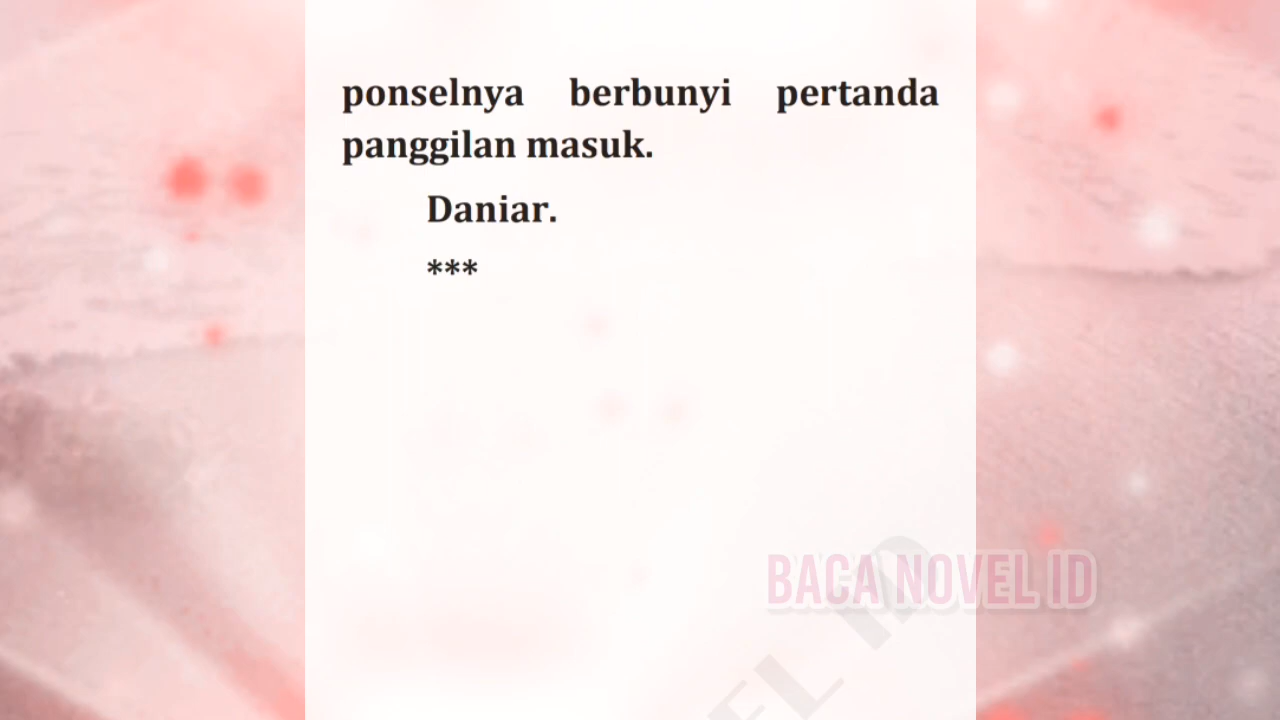 ponselnya berbunyi pertanda
panggilan masuk.
Daniar.
***
BACA NOVEL ID